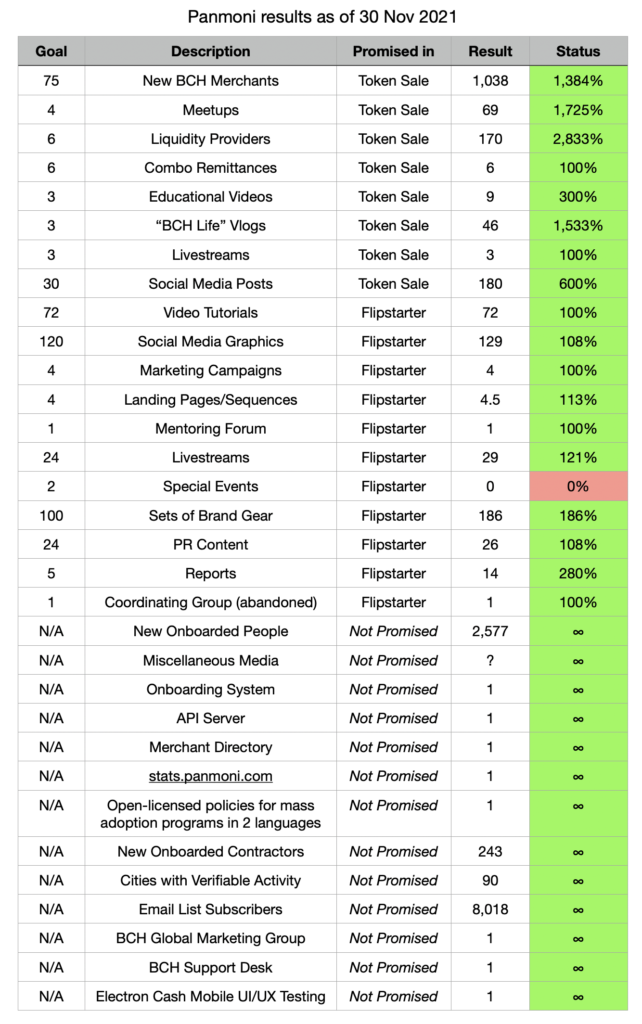 Panmoni results as of 30 Nov 2021
Goal Description Promised in Result Status
75 New BCH Merchants Token Sale 1,038 1,384%
4 Meetups Token Sale 69 1,725%
6 Liquidity Providers Token Sale 170 2,833%
6 Combo Remittances Token Sale 6 100%
3 Educational Videos Token Sale 9 300%
3 “BCH Life” Vlogs Token Sale 46 1,533%
3 Livestreams Token Sale 3 100%
30 Social Media Posts Token Sale 180 600%
72 Video Tutorials Flipstarter 72 100%
120 Social Media Graphics Flipstarter 129 108%
4 Marketing Campaigns Flipstarter 4 100%
4 Landing Pages/Sequences Flipstarter 4.5 113%
1 Mentoring Forum Flipstarter 1 100%
24 Livestreams Flipstarter 29 121%
2 Special Events Flipstarter 0 0%
100 Sets of Brand Gear Flipstarter 186 186%
24 PR Content Flipstarter 26 108%
5 Reports Flipstarter 14 280%
1 Coordinating Group (abandoned) Flipstarter 1 100%
N/A New Onboarded People Not Promised 2,577 ∞
N/A Miscellaneous Media Not Promised ? ∞
N/A Onboarding System Not Promised 1 ∞
N/A API Server Not Promised 1 ∞
N/A Merchant Directory Not Promised 1 ∞
N/A stats.panmoni.com Not Promised 1 ∞
N/A Open-licensed policies for mass Not Promised 1 ∞
adoption programs in 2 languages
N/A New Onboarded Contractors Not Promised 243 ∞
N/A Cities with Verifiable Activity Not Promised 90 ∞
N/A Email List Subscribers Not Promised 8,018 ∞
N/A BCH Global Marketing Group Not Promised 1 ∞
N/A BCH Support Desk Not Promised 1 ∞
N/A Electron Cash Mobile UI/UX Testing Not Promised 1 ∞